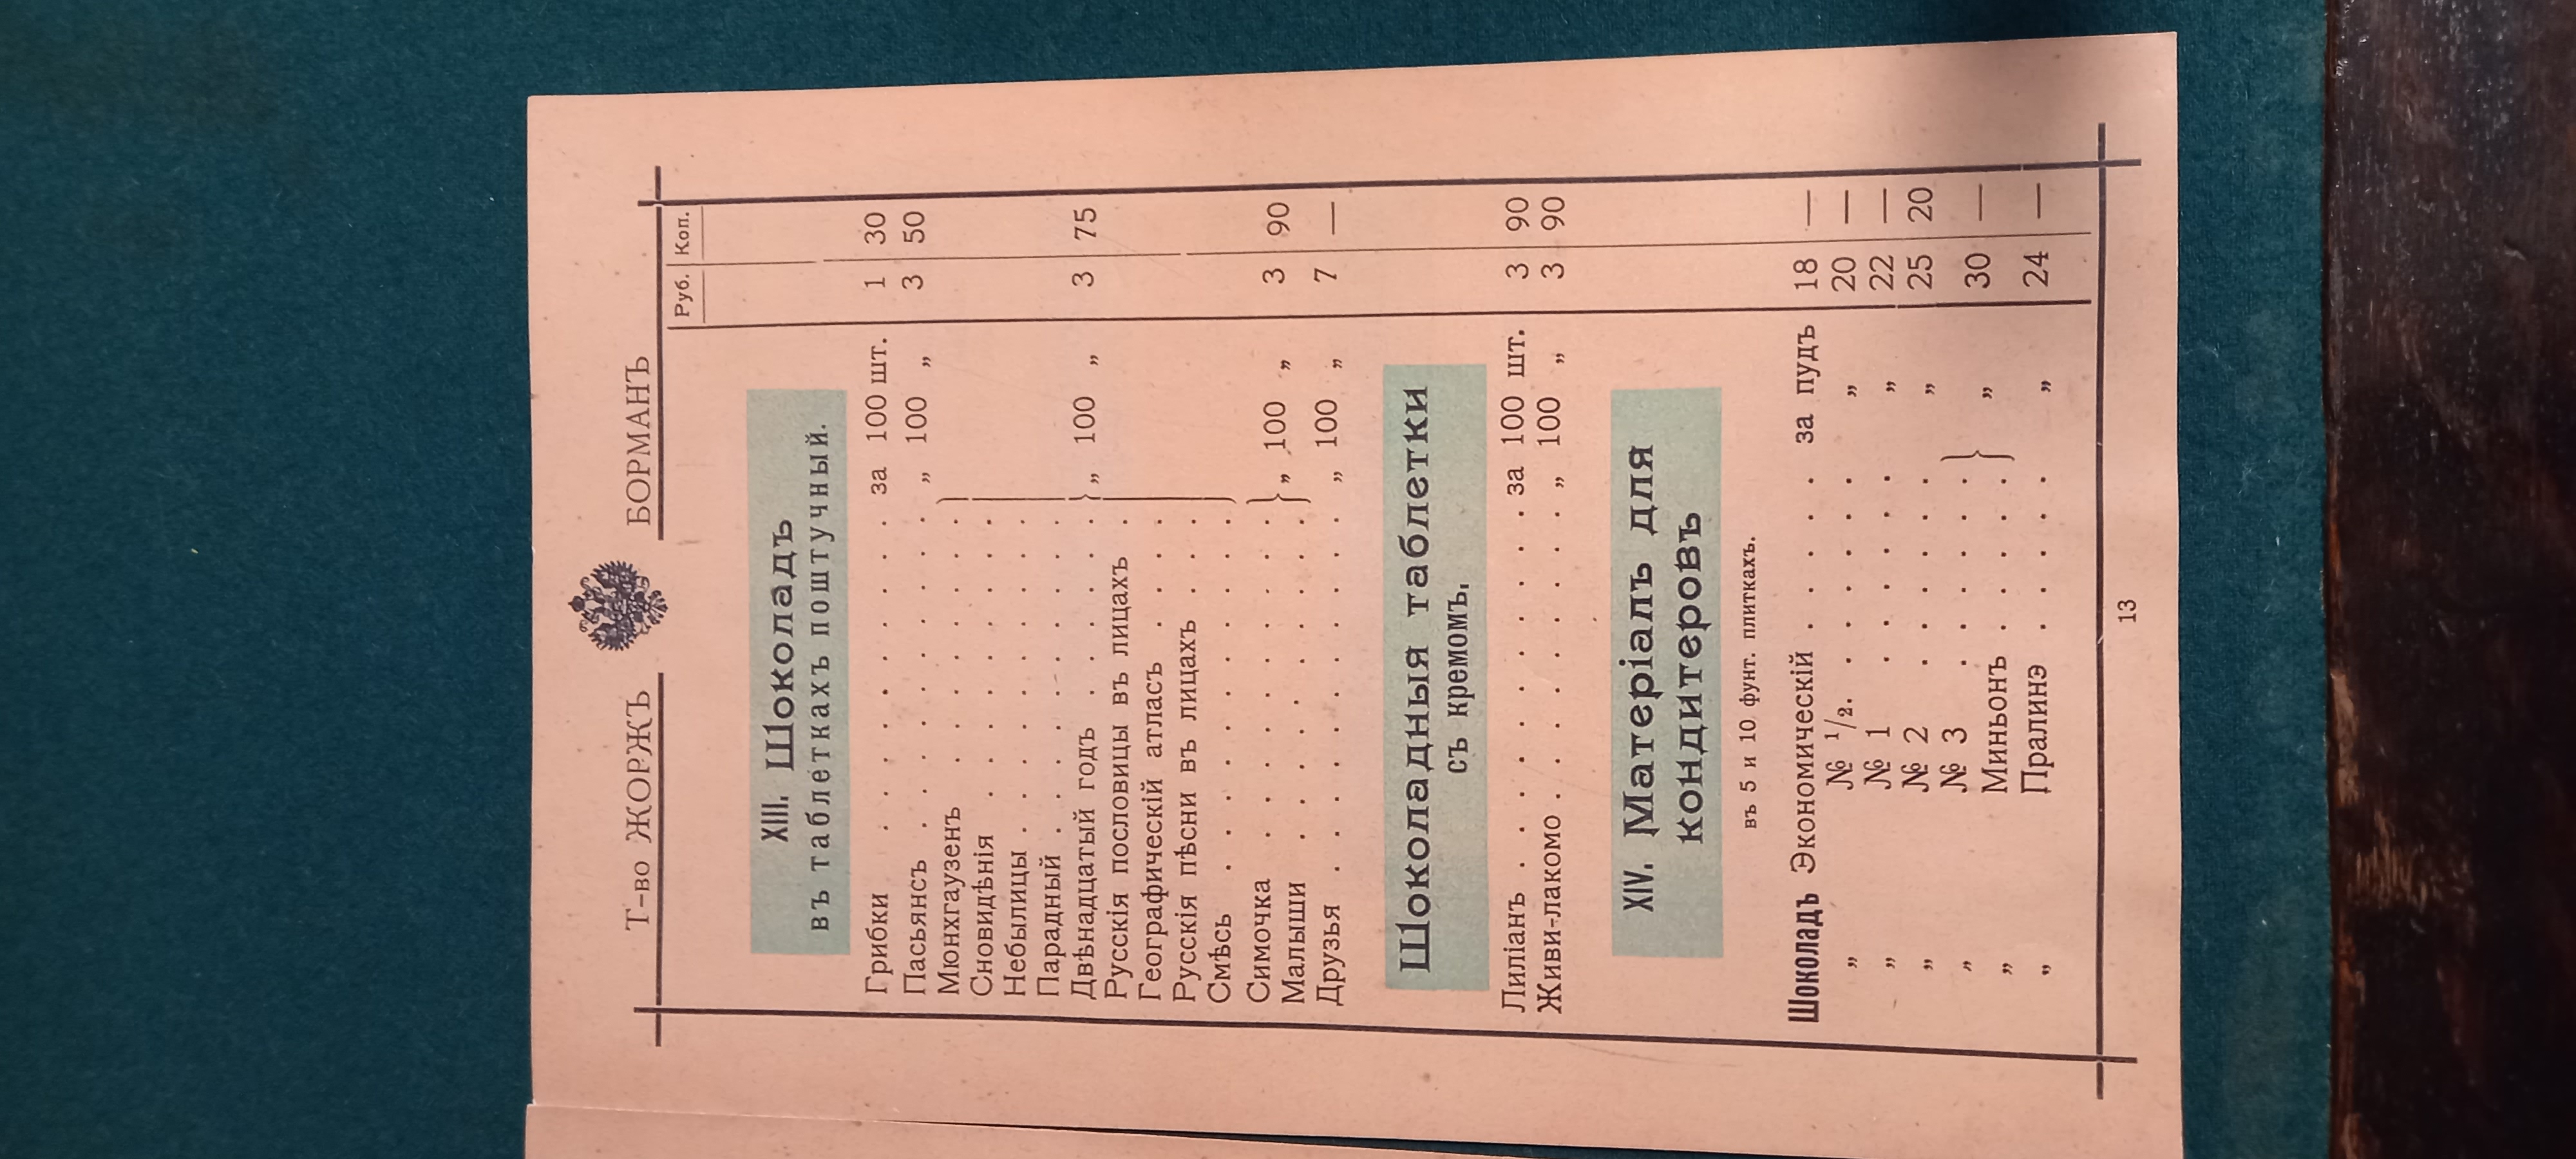 Т-во ЖОРЖЪ БОРМАНЪ
Руб. Коп.
XIII. Шоколадъ
въ таблеткахъ поштучный.
Грибки . . . . . . . . . за 100 шт. 1 30
Пасьянсъ . . . . . . . . „ 100 „ 3 50
Мюнхгаузенъ . . . . . . .
Сновидѣнія . . . . . . .
Небылицы . . . . . . . .
Парадный . . . . . . . .
Двѣнадцатый годъ . . . . . „ 100 „ 3 75
Русскія пословицы въ лицахъ .
Географическій атласъ . . . .
Русскія пѣсни въ лицахъ . . .
Смѣсь . . . . . . . . .
Симочка . . . . . . . .
Малыши . . . . . . . . „ 100 „ 3 90
Друзья . . . . . . . . . „ 100 „ 7 —
Шоколадныя таблетки
съ кремомъ.
Лиліанъ . . . . . . . . за 100 шт. 3 90
Живи-лакомо . . . . . . . „ 100 „ 3 90
XIV. Матеріалъ для
кондитеровъ
въ 5 и 10 фунт. плиткахъ.
Шоколадъ Экономическій . . . . . за пудъ 18 —
„ № 1/2. . . . . . „ 20 —
„ № 1 . . . . . „ 22 —
„ № 2 . . . . . „ 25 20
„ № 3 . . . . .
„ Миньонъ . . . . . „ 30 —
„ Пралинэ . . . . . „ 24 —
13